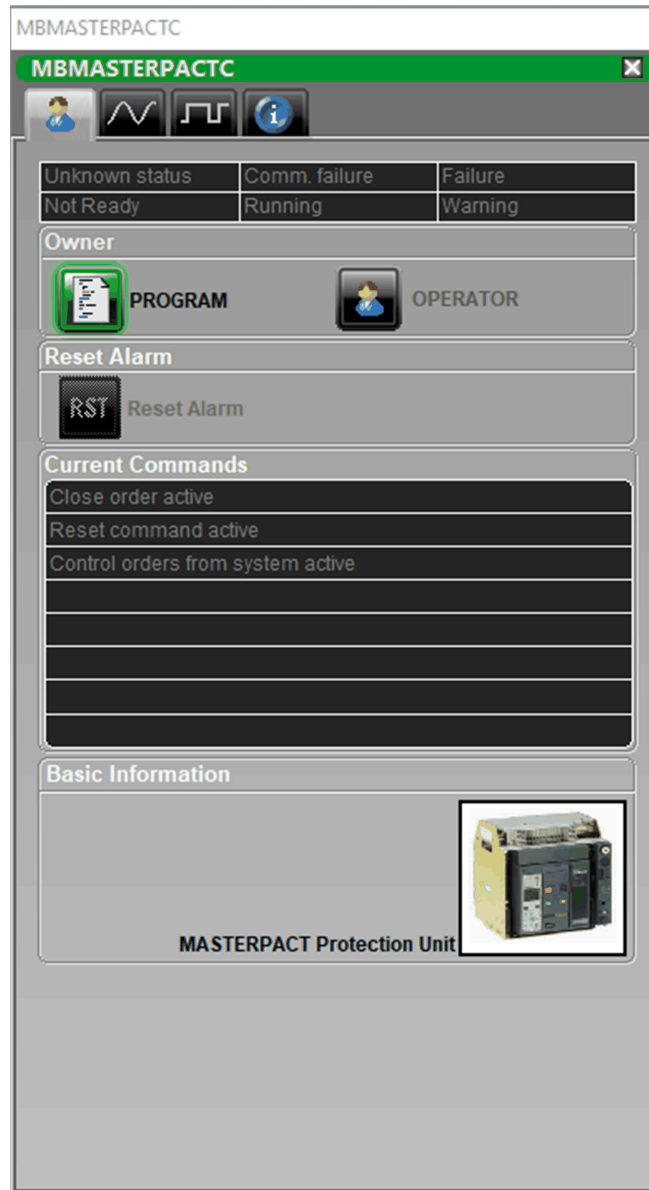 MBMASTERPACTC
MBMASTERPACTC
Unknown status Comm. failure Failure
Not Ready Running Warning
Owner
PROGRAM OPERATOR
Reset Alarm
RST Reset Alarm
Current Commands
Close order active
Reset command active
Control orders from system active
Basic Information
MASTERPACT Protection Unit